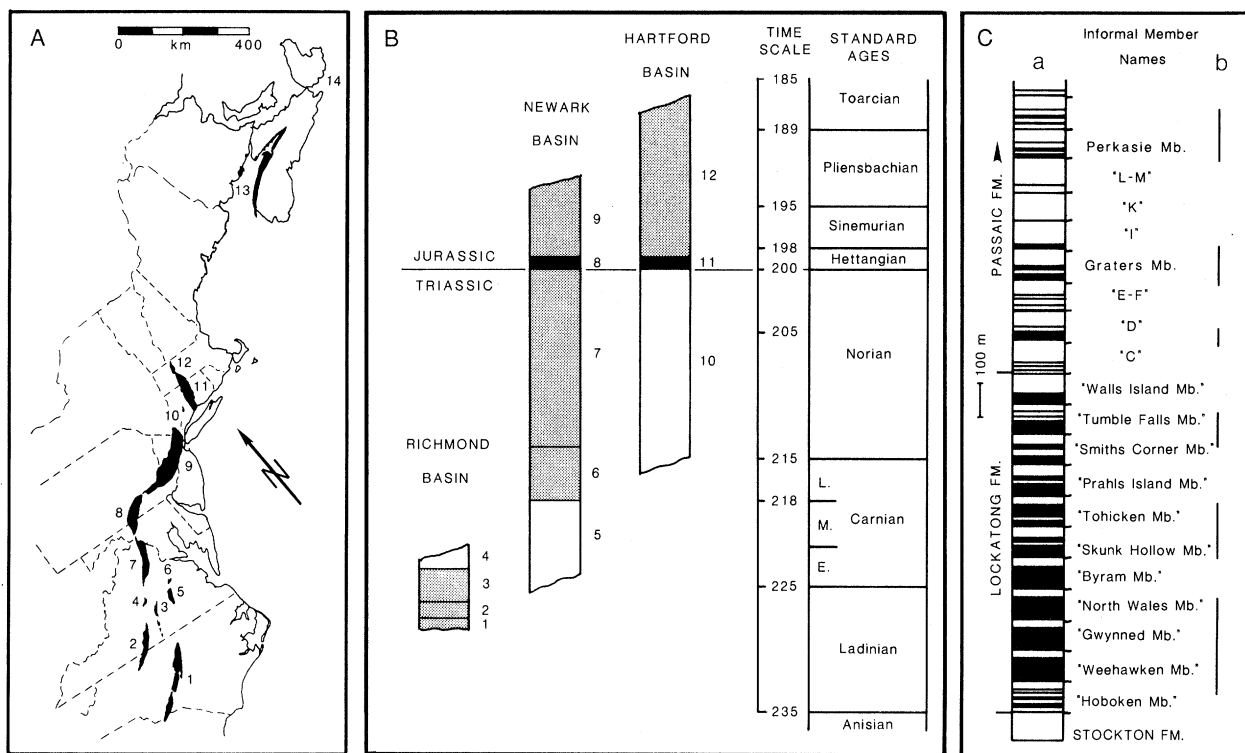 A
0 km 400
14
13
12
11
10
9
8
7
6
5
4
3
2
1
N
B
HARTFORD
BASIN
TIME
SCALE
STANDARD
AGES
NEWARK
BASIN
RICHMOND
BASIN
JURASSIC
TRIASSIC
9
8
7
6
5
12
11
10
4
3
2
1
185
189
195
198
200
205
215
218
225
235
Toarcian
Pliensbachian
Sinemurian
Hettangian
Norian
L.
M.
E.
Carnian
Ladinian
Anisian
C
Informal Member
Names
a
b
PASSAIC FM.
LOCKATONG FM.
100 m
Perkasie Mb.
"L-M"
"K"
"I"
Graters Mb.
"E-F"
"D"
"C"
"Walls Island Mb."
"Tumble Falls Mb."
"Smiths Corner Mb."
"Prahls Island Mb."
"Tohicken Mb."
"Skunk Hollow Mb."
"Byram Mb."
"North Wales Mb."
"Gwynned Mb."
"Weehawken Mb."
"Hoboken Mb."
STOCKTON FM.